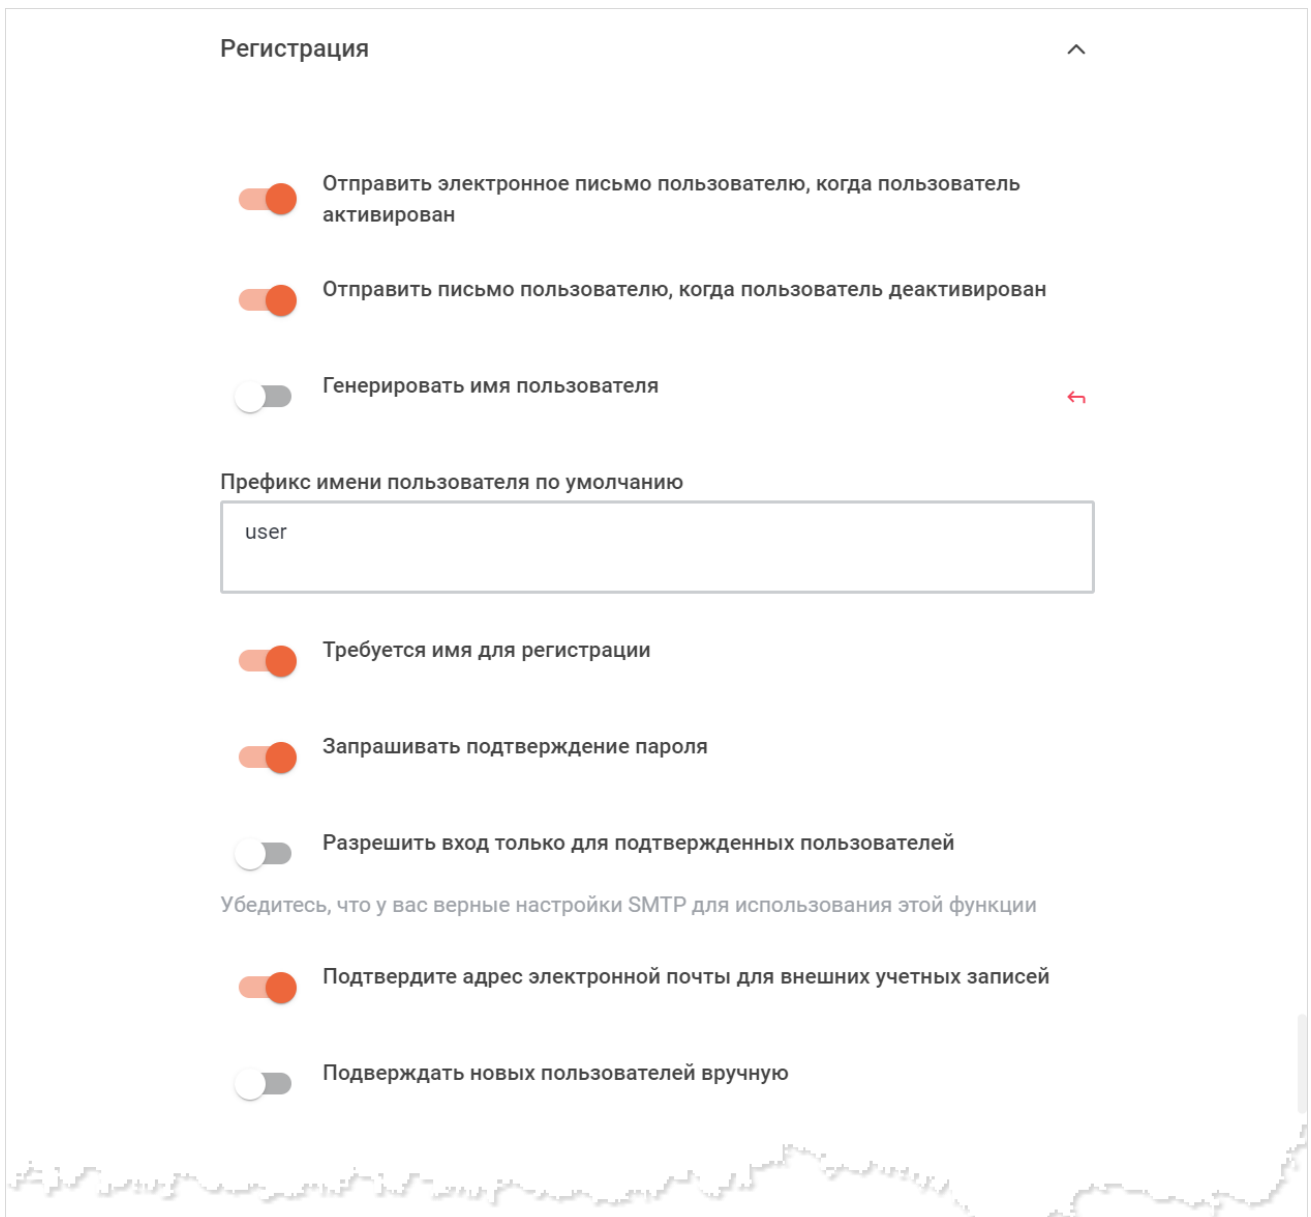 Регистрация
Отправить электронное письмо пользователю, когда пользователь
активирован
Отправить письмо пользователю, когда пользователь деактивирован
Генерировать имя пользователя
Префикс имени пользователя по умолчанию
user
Требуется имя для регистрации
Запрашивать подтверждение пароля
Разрешить вход только для подтвержденных пользователей
Убедитесь, что у вас верные настройки SMTP для использования этой функции
Подтвердите адрес электронной почты для внешних учетных записей
Подверждать новых пользователей вручную